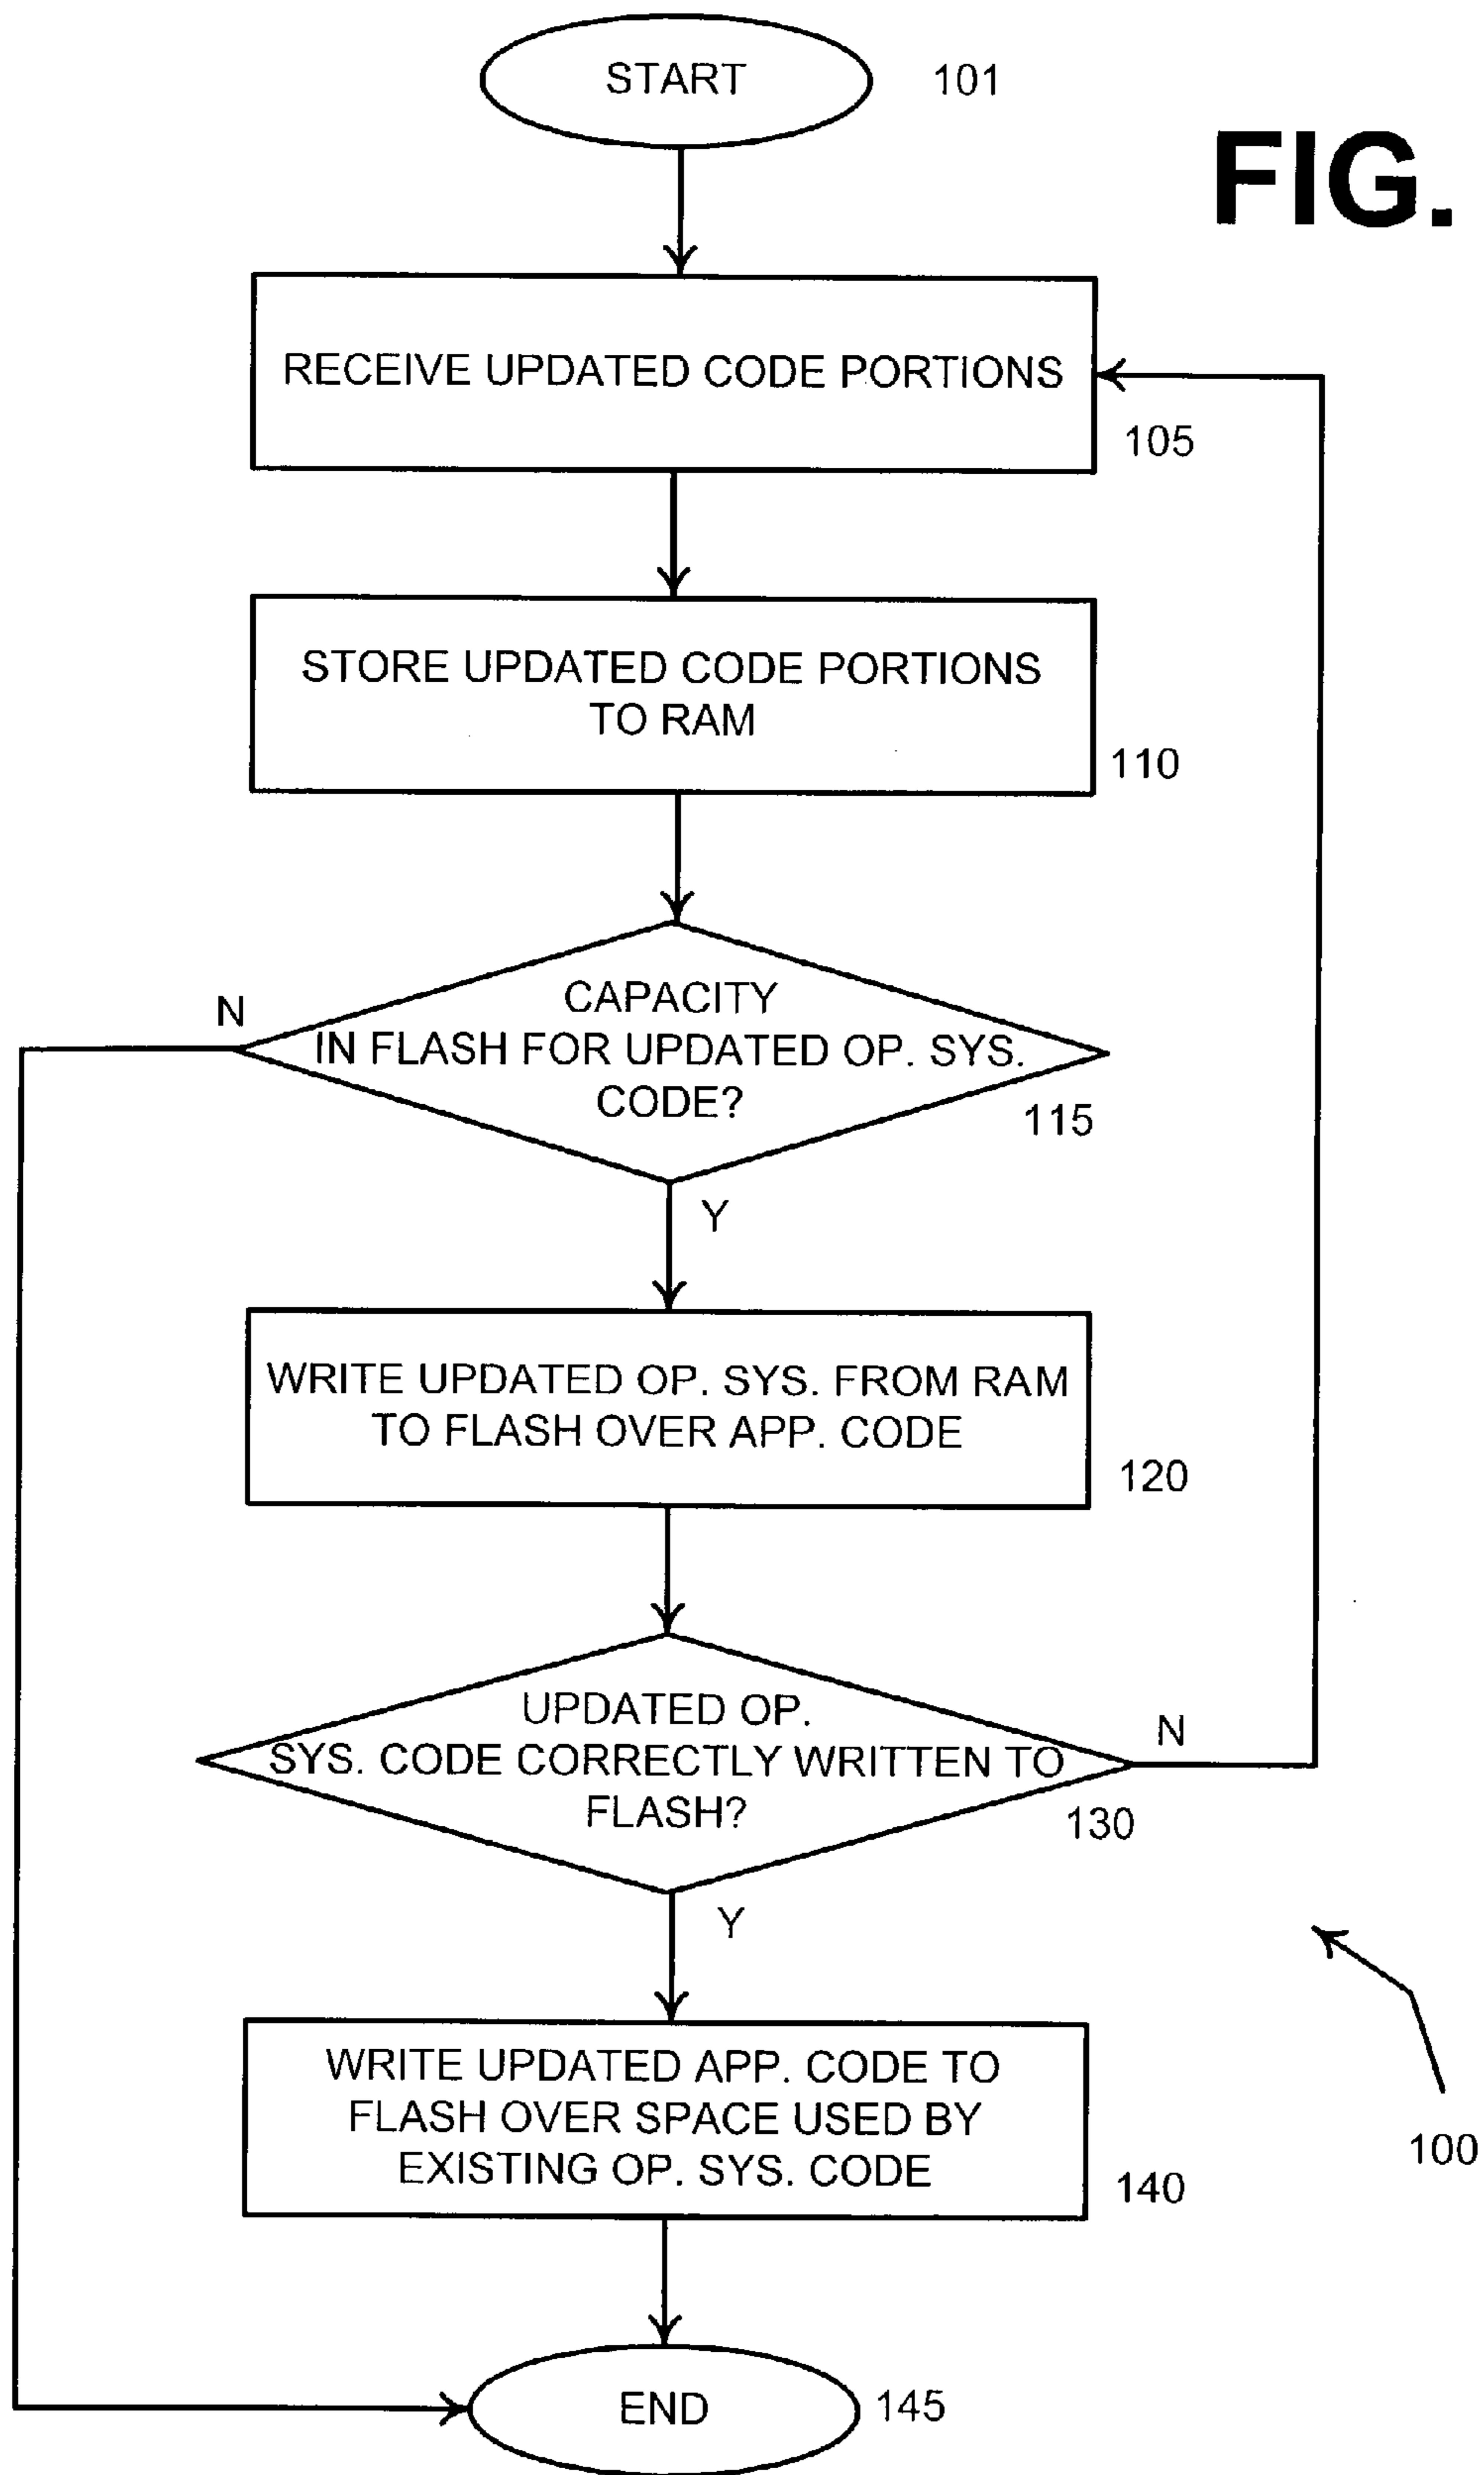 START
101
FIG.
RECEIVE UPDATED CODE PORTIONS
105
STORE UPDATED CODE PORTIONS
TO RAM
110
N
CAPACITY
IN FLASH FOR UPDATED OP. SYS.
CODE?
115
Y
WRITE UPDATED OP. SYS. FROM RAM
TO FLASH OVER APP. CODE
120
UPDATED OP.
SYS. CODE CORRECTLY WRITTEN TO
FLASH?
N
130
Y
WRITE UPDATED APP. CODE TO
FLASH OVER SPACE USED BY
EXISTING OP. SYS. CODE
140
100
END
145